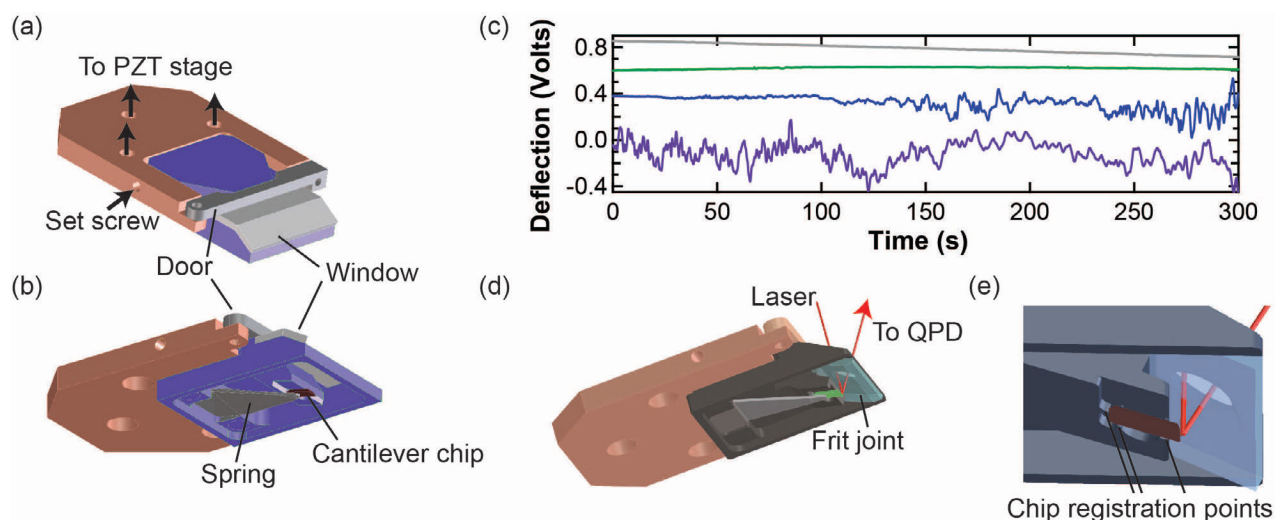 (a)
To PZT stage
Set screw
Door
Window
(b)
Spring
Cantilever chip
(c)
Deflection (Volts)
0.8
0.4
0.0
-0.4
0
50
100
150
200
250
300
Time (s)
(d)
Laser
To QPD
Frit joint
(e)
Chip registration points